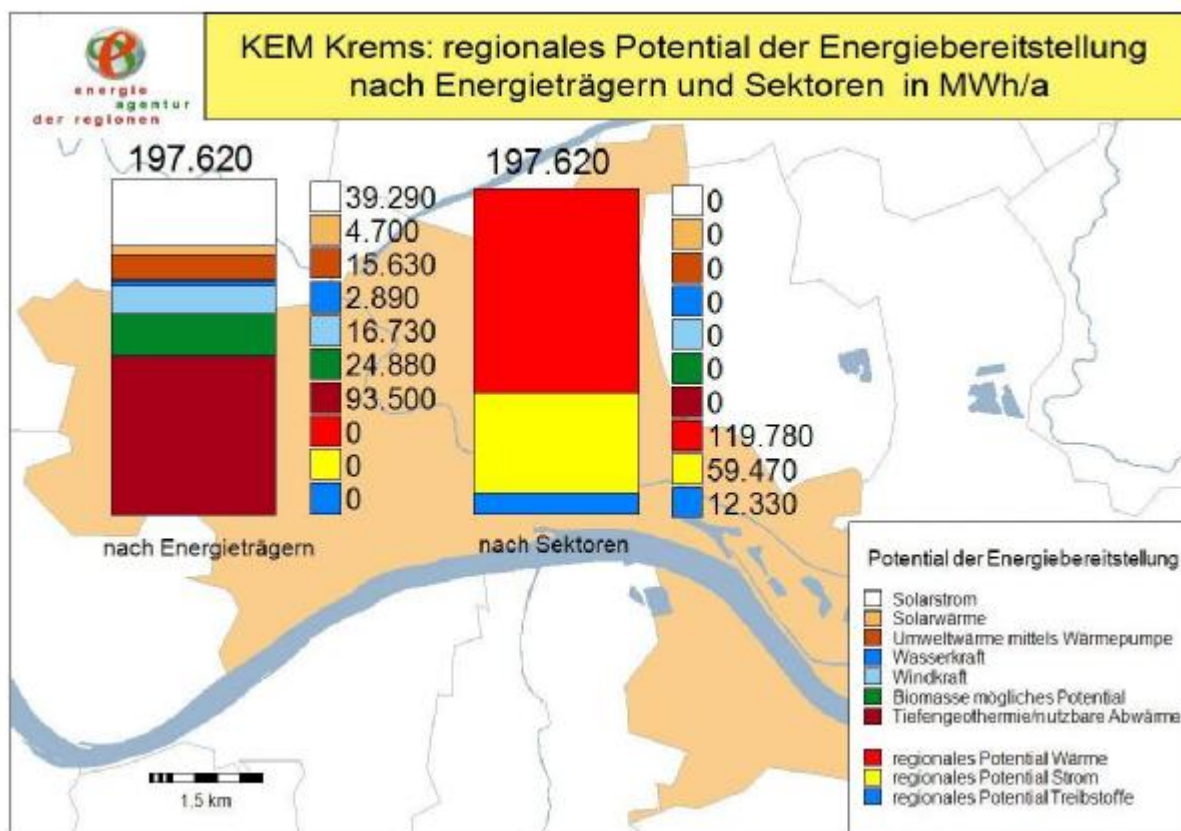 energie
agentur
der regionen
KEM Krems: regionales Potential der Energiebereitstellung
nach Energieträgern und Sektoren in MWh/a
197.620
39.290
4.700
15.630
2.890
16.730
24.880
93.500
0
0
0
nach Energieträgern
197.620
0
0
0
0
0
0
0
119.780
59.470
12.330
nach Sektoren
Potential der Energiebereitstellung
Solarstrom
Solarwärme
Umweltwärme mittels Wärmepumpe
Wasserkraft
Windkraft
Biomasse mögliches Potential
Tiefengeothermie/nutzbare Abwärme
regionales Potential Wärme
regionales Potential Strom
regionales Potential Treibstoffe
1,5 km